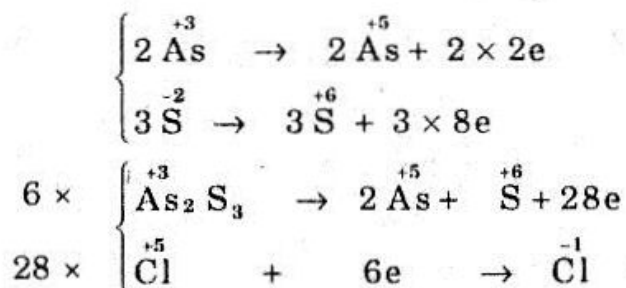 +3 +5
2 As → 2 As + 2 × 2e
-2 +6
3 S → 3 S + 3 × 8e
+3 +5 +6
6 × As₂ S₃ → 2 As + S + 28e
+5 -1
28 × Cl + 6e → Cl